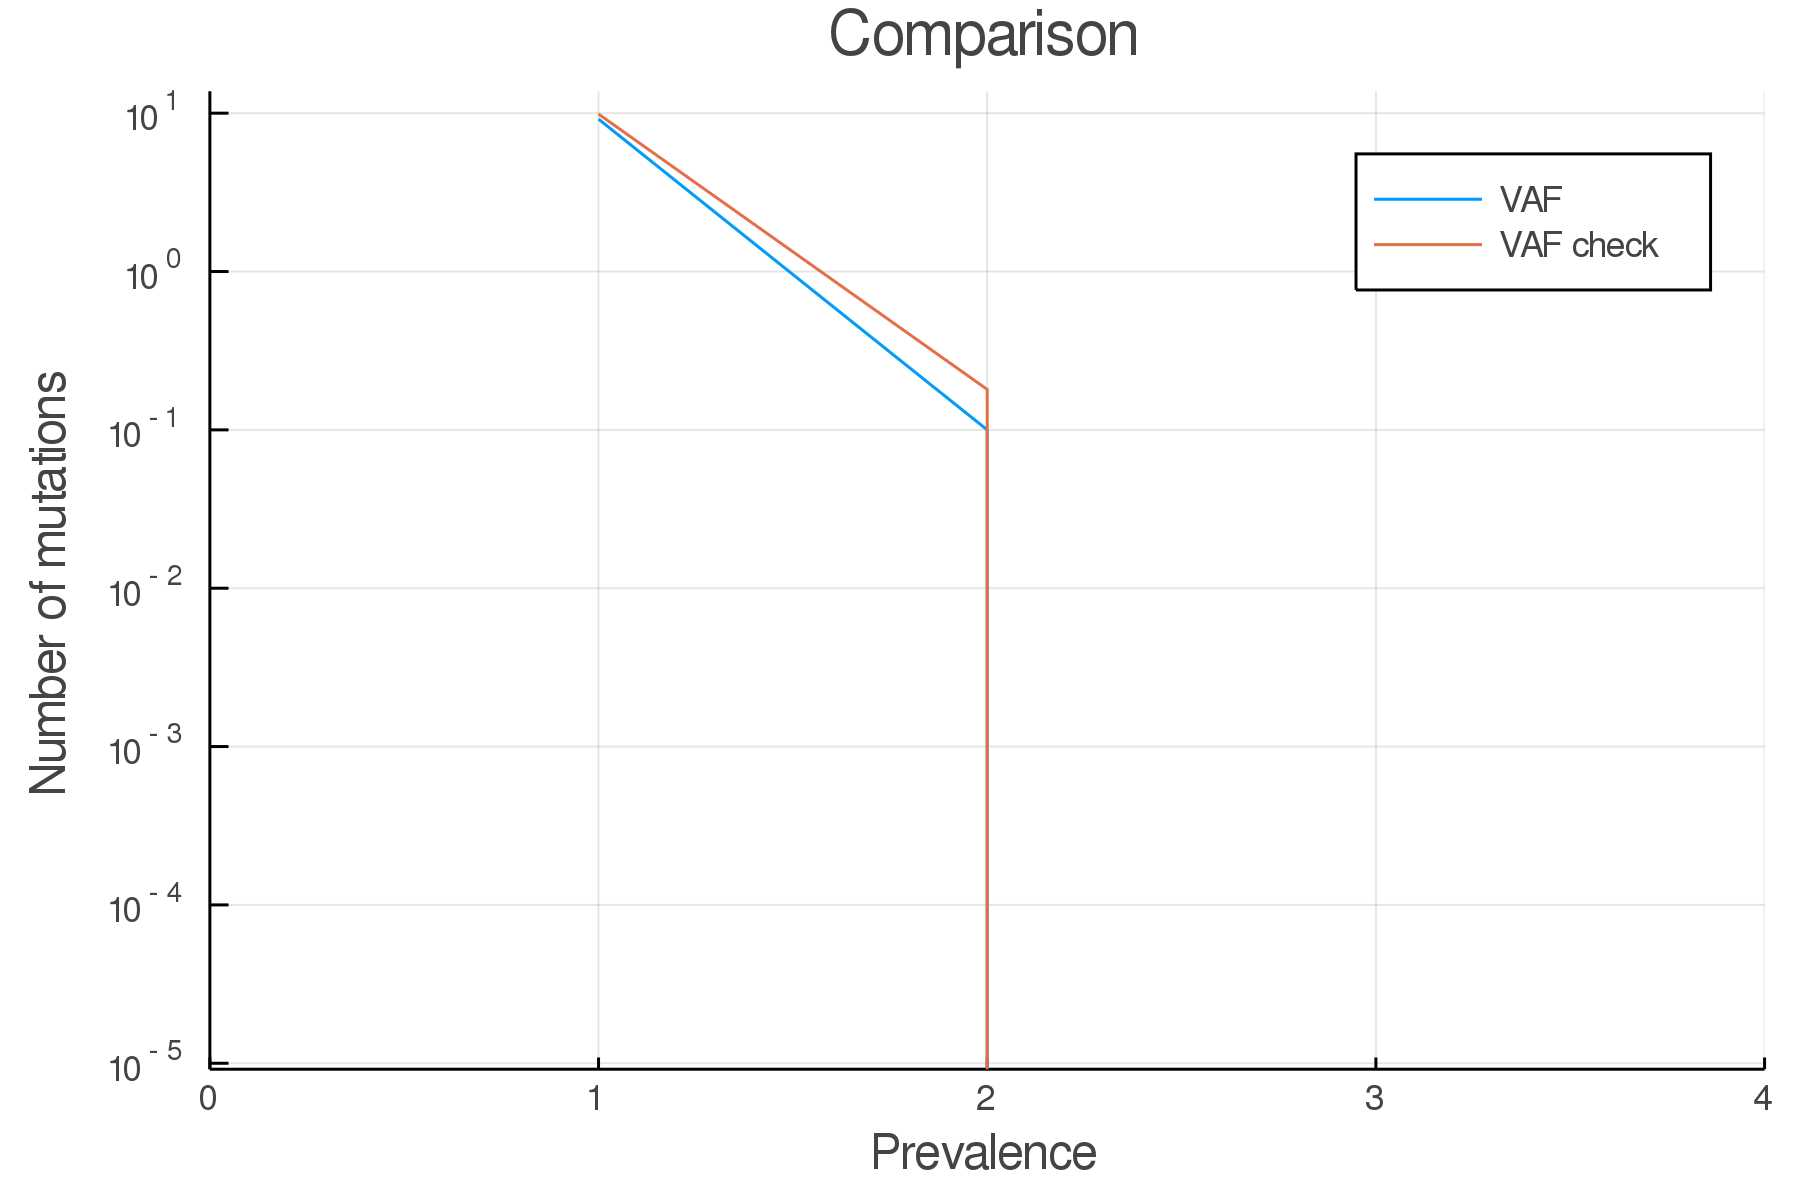 Comparison
Number of mutations
10 1
10 0
10 - 1
10 - 2
10 - 3
10 - 4
10 - 5
VAF
VAF check
0 1 2 3 4
Prevalence